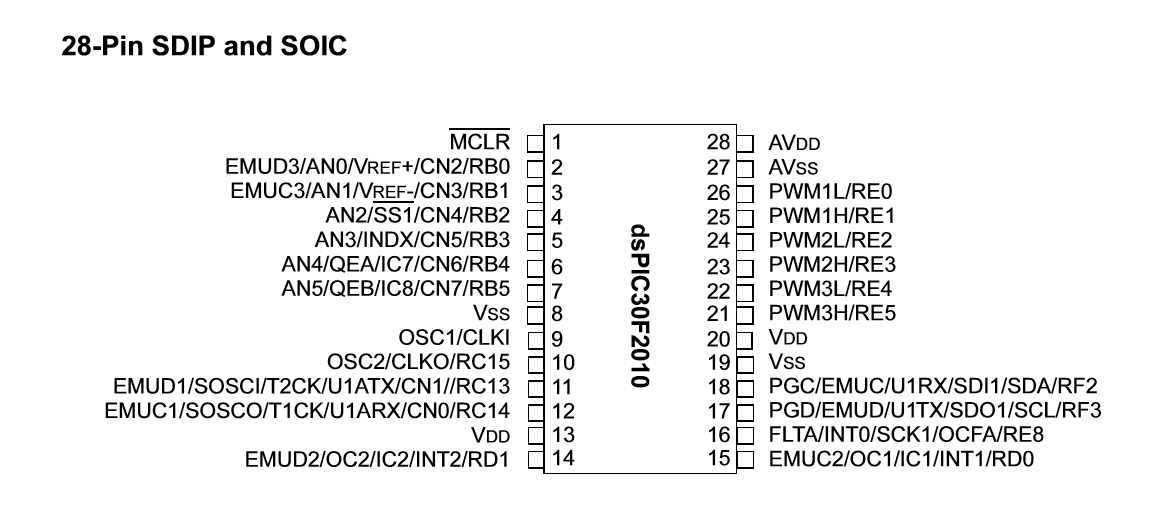 28-Pin SDIP and SOIC
MCLR 1 28 AVDD
EMUD3/AN0/VREF+/CN2/RB0 2 27 AVSS
EMUC3/AN1/VREF-/CN3/RB1 3 26 PWM1L/RE0
AN2/SS1/CN4/RB2 4 25 PWM1H/RE1
AN3/INDX/CN5/RB3 5 24 PWM2L/RE2
AN4/QEA/IC7/CN6/RB4 6 23 PWM2H/RE3
AN5/QEB/IC8/CN7/RB5 7 22 PWM3L/RE4
VSS 8 21 PWM3H/RE5
OSC1/CLKI 9 20 VDD
OSC2/CLKO/RC15 10 19 VSS
EMUD1/SOSCI/T2CK/U1ATX/CN1//RC13 11 18 PGC/EMUC/U1RX/SDI1/SDA/RF2
EMUC1/SOSCO/T1CK/U1ARX/CN0/RC14 12 17 PGD/EMUD/U1TX/SDO1/SCL/RF3
VDD 13 16 FLTA/INT0/SCK1/OCFA/RE8
EMUD2/OC2/IC2/INT2/RD1 14 15 EMUC2/OC1/IC1/INT1/RD0
dsPIC30F2010